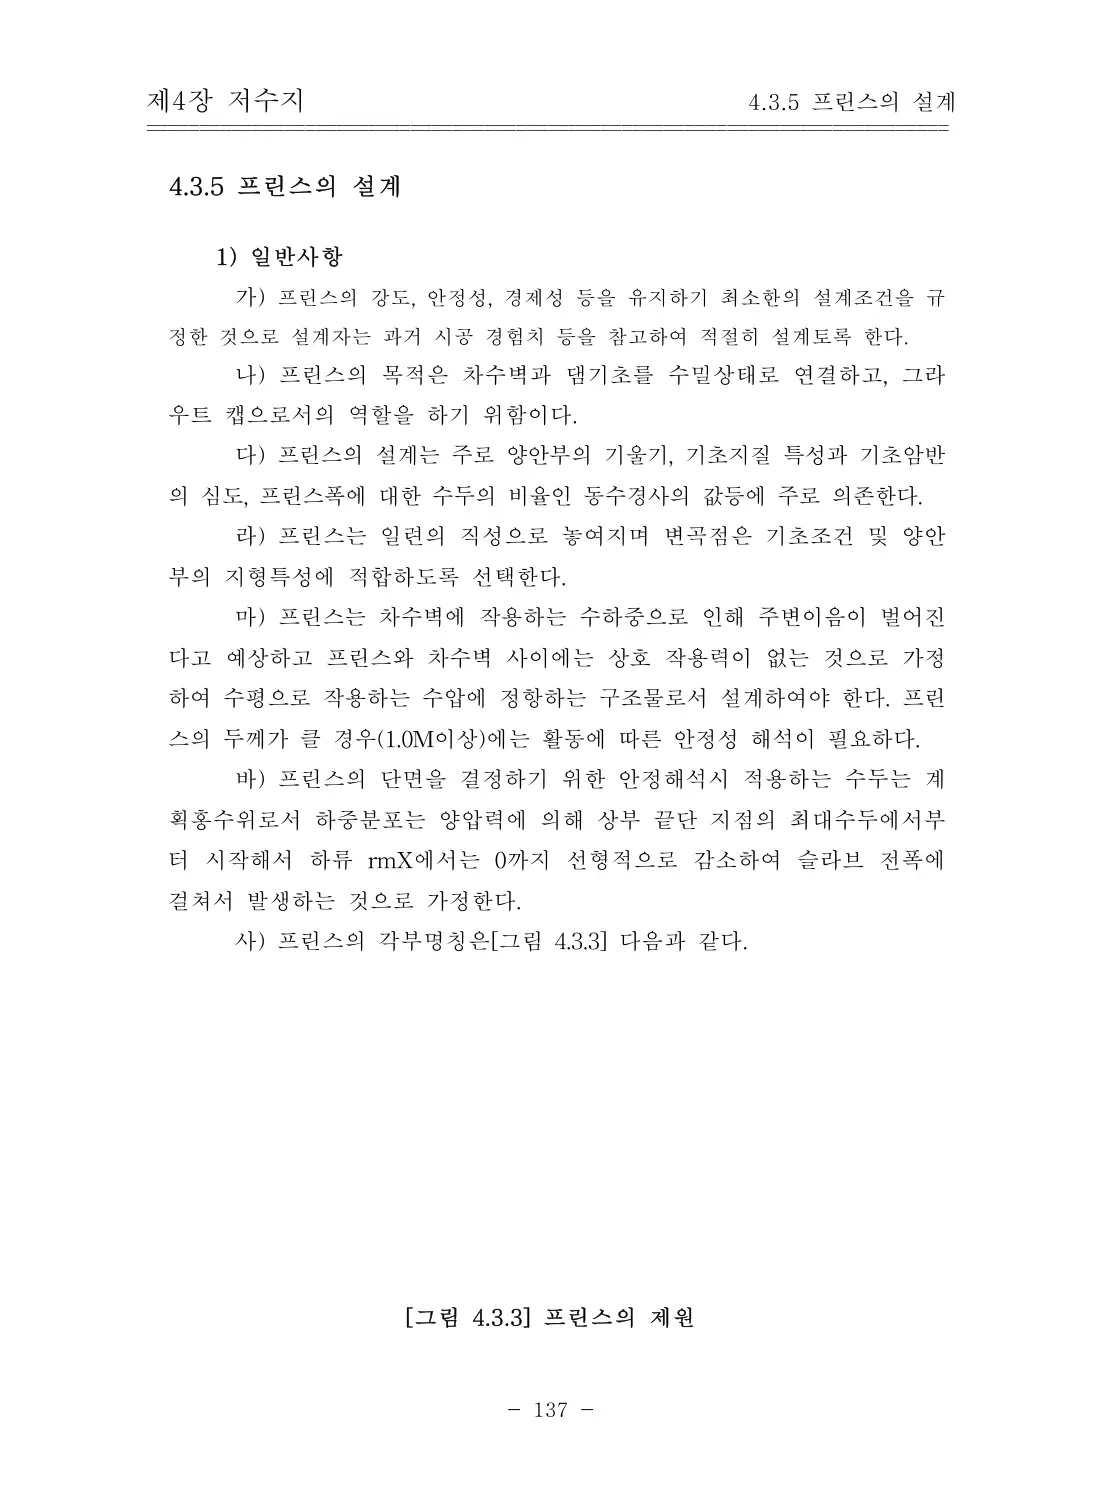 제4장 저수지
4.3.5 프린스의 설계
4.3.5 프린스의 설계
1) 일반사항
가) 프린스의 강도, 안정성, 경제성 등을 유지하기 최소한의 설계조건을 규
정한 것으로 설계자는 과거 시공 경험치 등을 참고하여 적절히 설계토록 한다.
나) 프린스의 목적은 차수벽과 댐기초를 수밀상태로 연결하고, 그라
우트 캡으로서의 역할을 하기 위함이다.
다) 프린스의 설계는 주로 양안부의 기울기, 기초지질 특성과 기초암반
의 심도, 프린스폭에 대한 수두의 비율인 동수경사의 값등에 주로 의존한다.
라) 프린스는 일련의 직성으로 놓여지며 변곡점은 기초조건 및 양안
부의 지형특성에 적합하도록 선택한다.
마) 프린스는 차수벽에 작용하는 수하중으로 인해 주변이음이 벌어진
다고 예상하고 프린스와 차수벽 사이에는 상호 작용력이 없는 것으로 가정
하여 수평으로 작용하는 수압에 정항하는 구조물로서 설계하여야 한다. 프린
스의 두께가 클 경우(1.0M이상)에는 활동에 따른 안정성 해석이 필요하다.
바) 프린스의 단면을 결정하기 위한 안정해석시 적용하는 수두는 계
획홍수위로서 하중분포는 양압력에 의해 상부 끝단 지점의 최대수두에서부
터 시작해서 하류 rmX에서는 0까지 선형적으로 감소하여 슬라브 전폭에
걸쳐서 발생하는 것으로 가정한다.
사) 프린스의 각부명칭은[그림 4.3.3] 다음과 같다.
[그림 4.3.3] 프린스의 제원
- 137 -